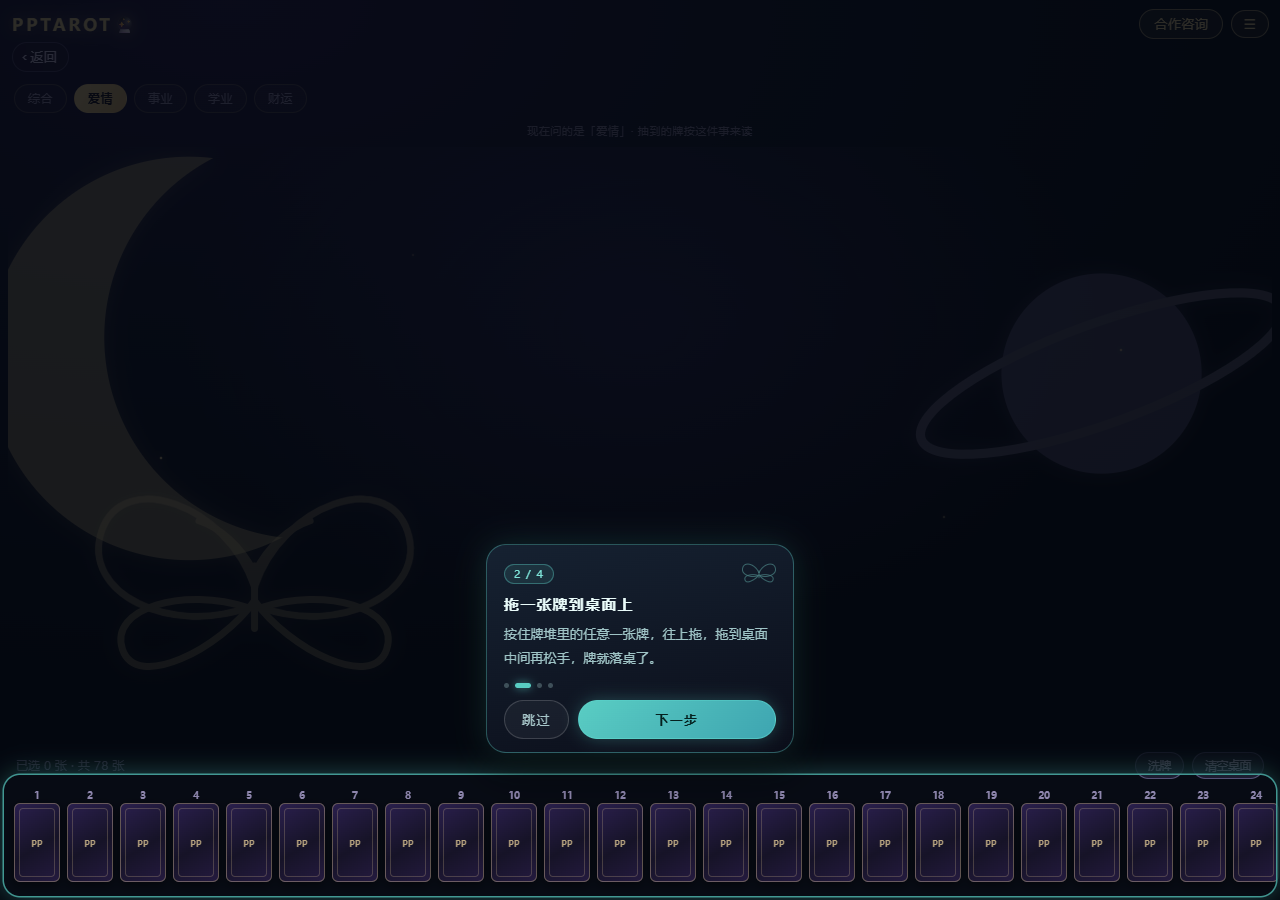 PPTAROT
合作咨询
☰
‹ 返回
综合 爱情 事业 学业 财运
现在问的是「爱情」 · 抽到的牌按这件事来读
2 / 4
拖一张牌到桌面上
按住牌堆里的任意一张牌，往上拖，拖到桌面
中间再松手，牌就落桌了。
跳过 下一步
已选 0 张 · 共 78 张
洗牌 清空桌面
1 2 3 4 5 6 7 8 9 10 11 12 13 14 15 16 17 18 19 20 21 22 23 24
PP PP PP PP PP PP PP PP PP PP PP PP PP PP PP PP PP PP PP PP PP PP PP PP